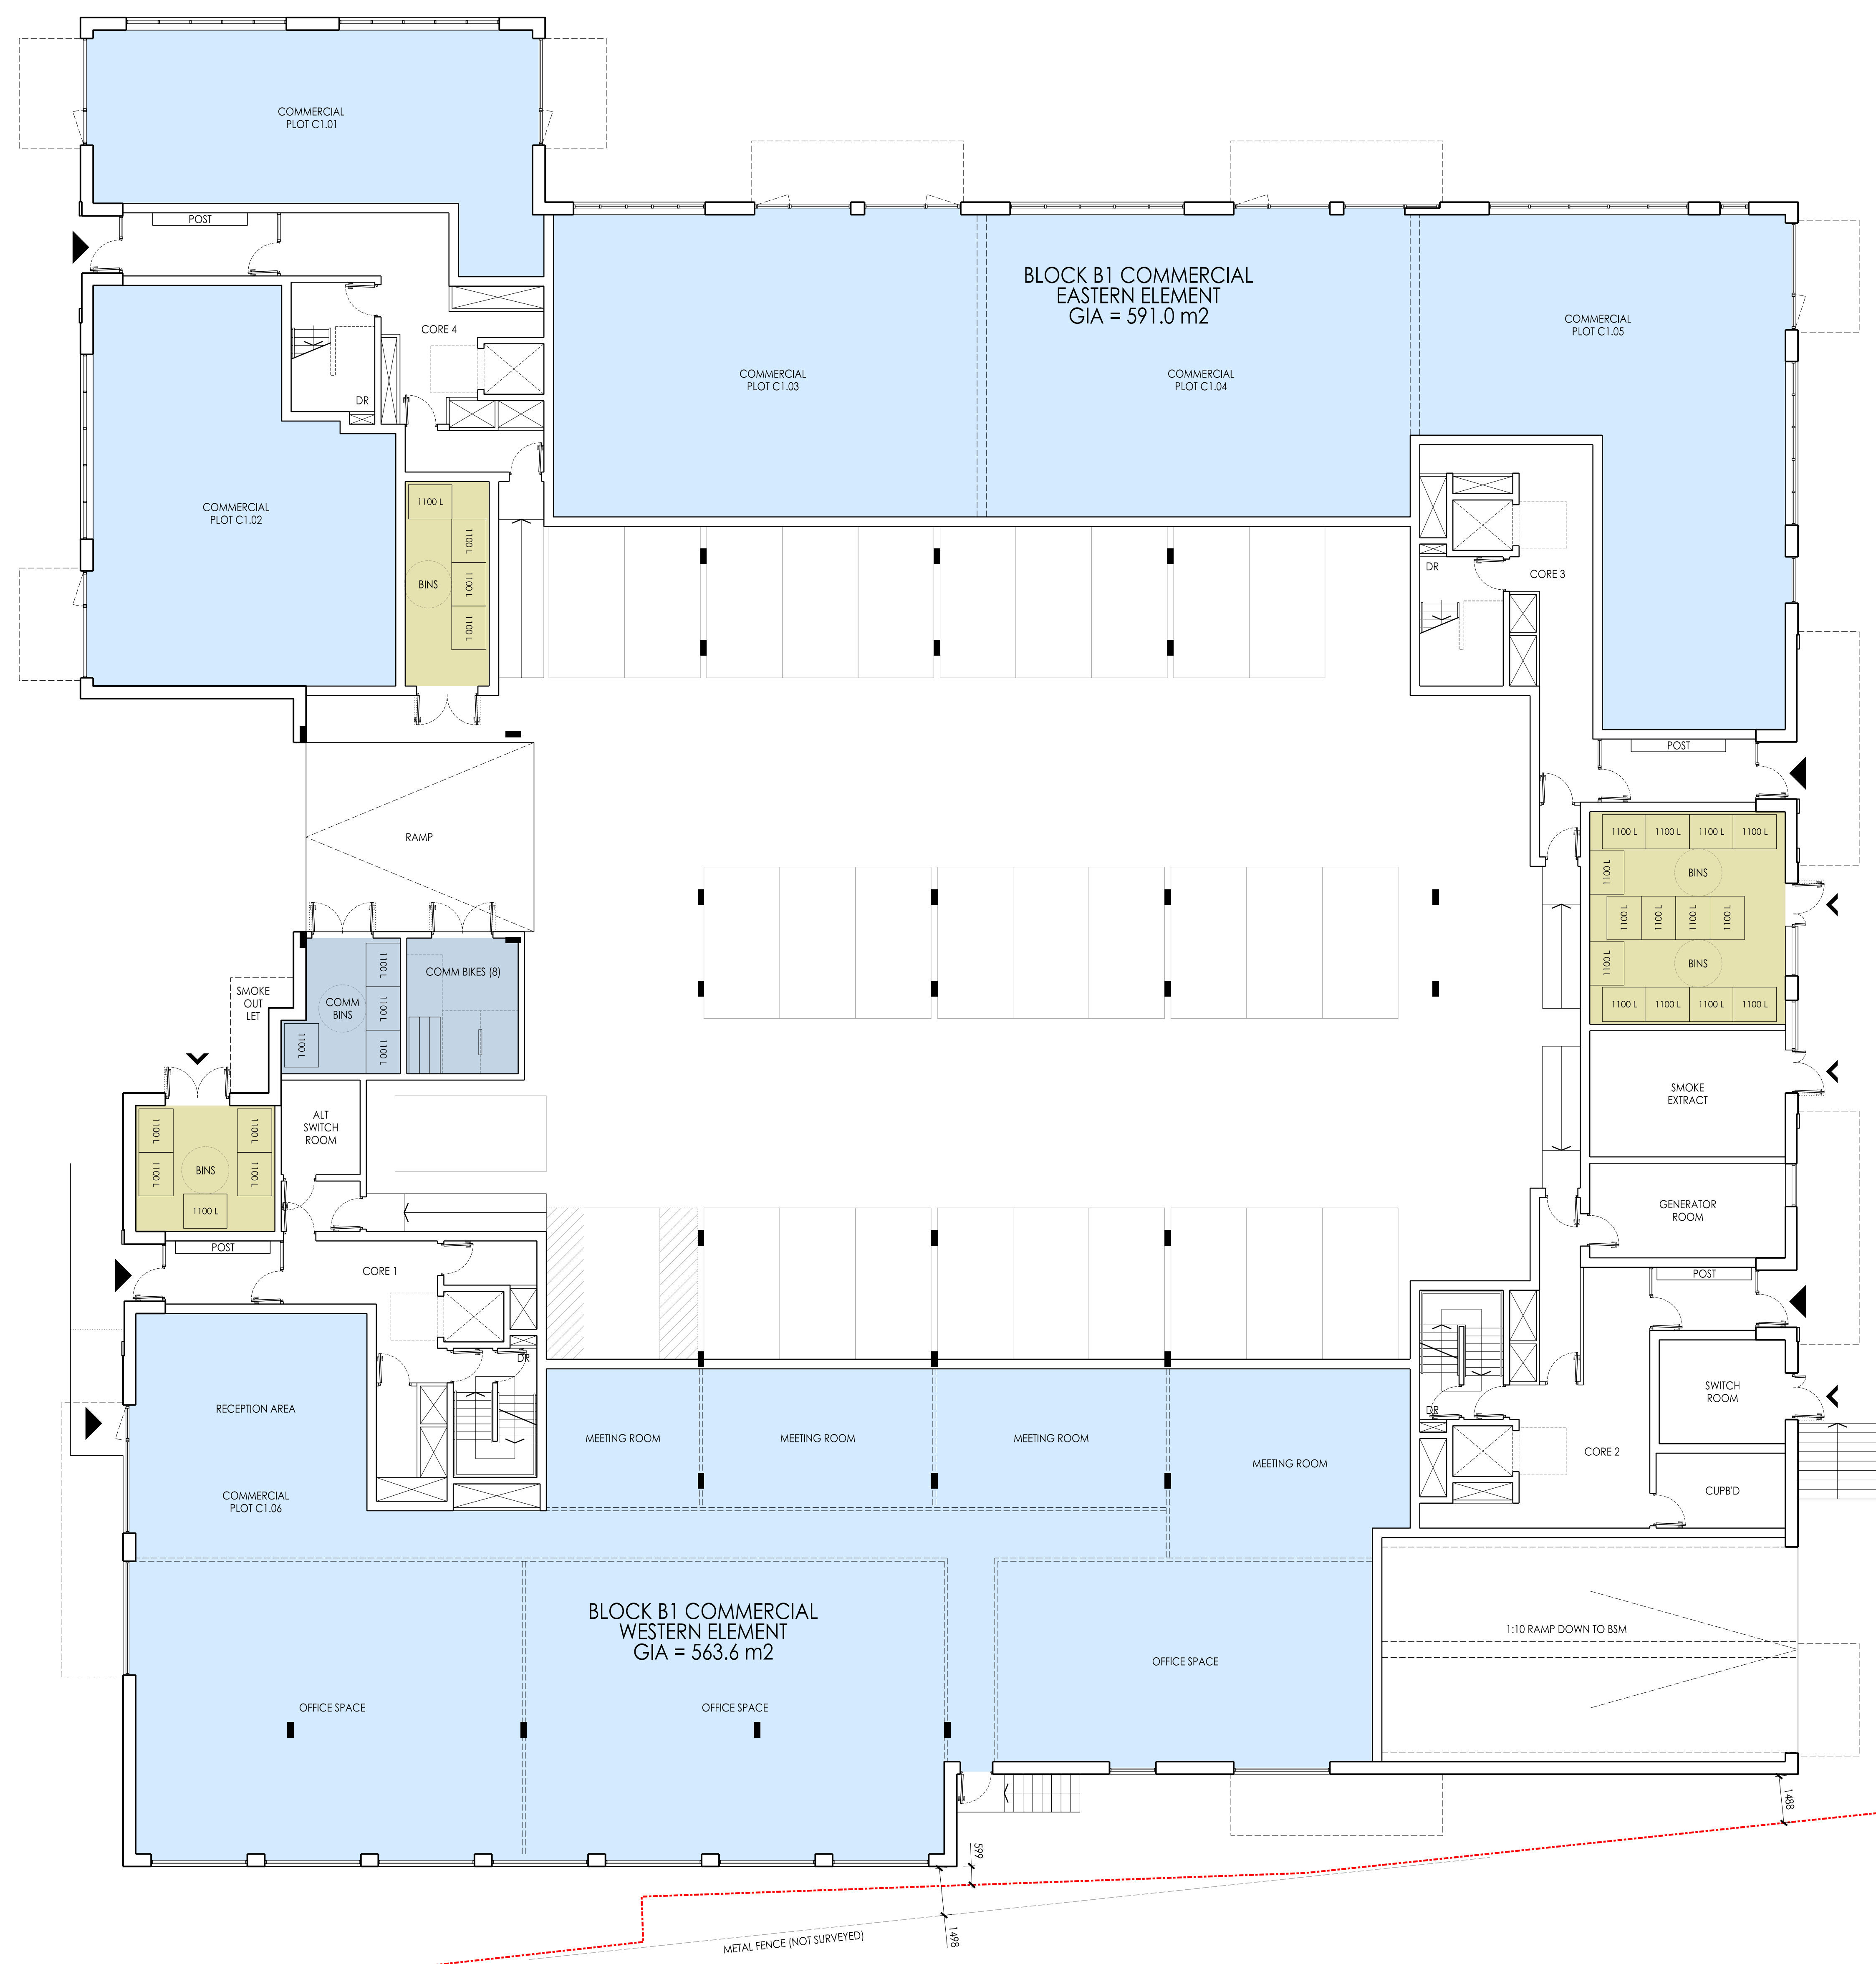 COMMERCIAL
PLOT C1.01
POST
BLOCK B1 COMMERCIAL
EASTERN ELEMENT
GIA = 591.0 m2
COMMERCIAL
PLOT C1.05
CORE 4
COMMERCIAL
PLOT C1.03
COMMERCIAL
PLOT C1.04
DR
COMMERCIAL
PLOT C1.02
1100 L
1100 L
1100 L
1100 L
BINS
DR
CORE 3
POST
RAMP
1100 L
1100 L
1100 L
1100 L
BINS
1100 L
1100 L
1100 L
1100 L
1100 L
1100 L
BINS
1100 L
1100 L
1100 L
1100 L
COMM BIKES (8)
SMOKE
OUT
LET
COMM
BINS
1100 L
1100 L
1100 L
1100 L
SMOKE
EXTRACT
ALT
SWITCH
ROOM
1100 L
1100 L
1100 L
1100 L
BINS
1100 L
GENERATOR
ROOM
POST
CORE 1
POST
DR
SWITCH
ROOM
RECEPTION AREA
DR
MEETING ROOM
MEETING ROOM
MEETING ROOM
MEETING ROOM
CORE 2
CUPB'D
COMMERCIAL
PLOT C1.06
BLOCK B1 COMMERCIAL
WESTERN ELEMENT
GIA = 563.6 m2
1:10 RAMP DOWN TO BSM
OFFICE SPACE
OFFICE SPACE
OFFICE SPACE
1488
599
1498
METAL FENCE (NOT SURVEYED)